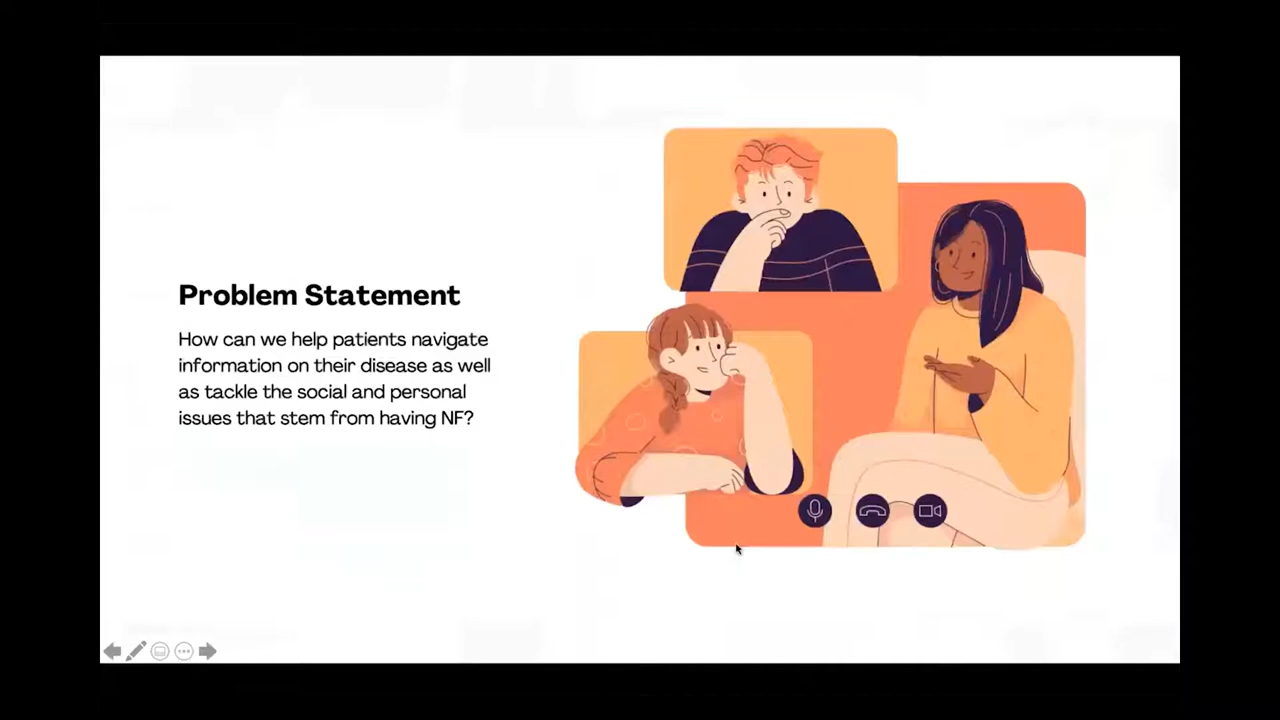 Problem Statement
How can we help patients navigate
information on their disease as well
as tackle the social and personal
issues that stem from having NF?